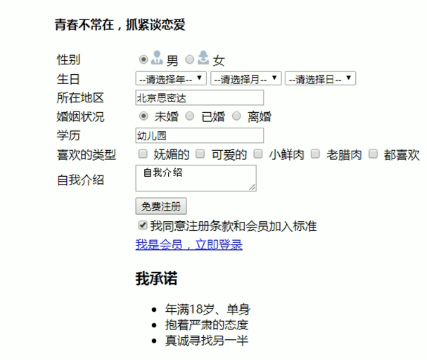 青春不常在，抓紧谈恋爱
性别 男 女
生日 --请选择年-- --请选择月-- --请选择日--
所在地区 北京思密达
婚姻状况 未婚 已婚 离婚
学历 幼儿园
喜欢的类型 妩媚的 可爱的 小鲜肉 老腊肉 都喜欢
自我介绍 自我介绍
免费注册
我同意注册条款和会员加入标准
我是会员，立即登录
我承诺
年满18岁、单身
抱着严肃的态度
真诚寻找另一半